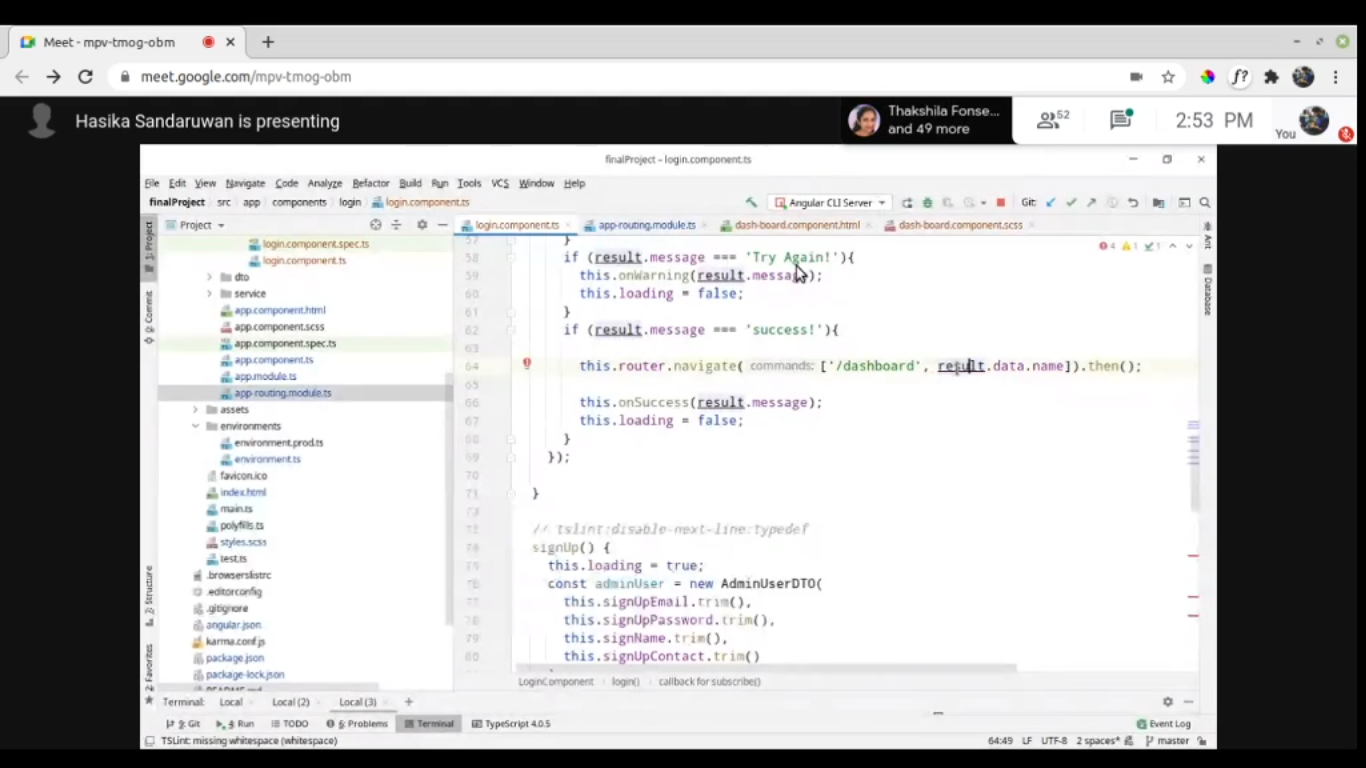 Meet - mpv-tmog-obm
meet.google.com/mpv-tmog-obm
Hasika Sandaruwan is presenting
Thakshila Fonse...
and 49 more
52
2:53 PM
You
finalProject – login.component.ts
File Edit View Navigate Code Analyze Refactor Build Run Tools VCS Window Help
finalProject src app components login login.component.ts
Angular CLI Server
Git:
1: Project
Project
login.component.ts
app-routing.module.ts
dash-board.component.html
dash-board.component.scss
Ant
Database
0: Commit
Z: Structure
2: Favorites
login.component.spec.ts
login.component.ts
dto
service
app.component.html
app.component.scss
app.component.spec.ts
app.component.ts
app.module.ts
app-routing.module.ts
assets
environments
environment.prod.ts
environment.ts
favicon.ico
index.html
main.ts
polyfills.ts
styles.scss
test.ts
.browserslistrc
.editorconfig
.gitignore
angular.json
karma.conf.js
package.json
package-lock.json
4 1 1
57 }
58 if (result.message === 'Try Again!'){
59 this.onWarning(result.message);
60 this.loading = false;
61 }
62 if (result.message === 'success!'){
63
64 this.router.navigate( commands: ['/dashboard', result.data.name]).then();
65
66 this.onSuccess(result.message);
67 this.loading = false;
68 }
69 });
70
71 }
// tslint:disable-next-line:typedef
signUp() {
this.loading = true;
const adminUser = new AdminUserDTO(
this.signUpEmail.trim(),
this.signUpPassword.trim(),
79 this.signName.trim(),
80 this.signUpContact.trim()
LoginComponent login() callback for subscribe()
Terminal: Local Local (2) Local (3) +
9: Git 4: Run TODO 6: Problems Terminal TypeScript 4.0.5 Event Log
TSLint: missing whitespace (whitespace) 64:49 LF UTF-8 2 spaces* master